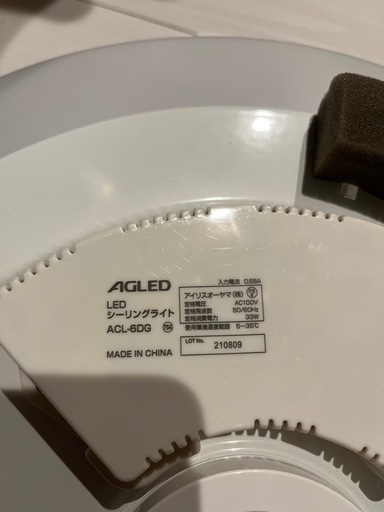 AGLED
LED
シーリングライト
ACL-6DG
MADE IN CHINA
入力電流 0.68A
アイリスオーヤマ(株)
定格電圧 AC100V
定格周波数 50/60Hz
定格消費電力 33W
使用環境温度範囲 5~35℃
LOT No. 210809